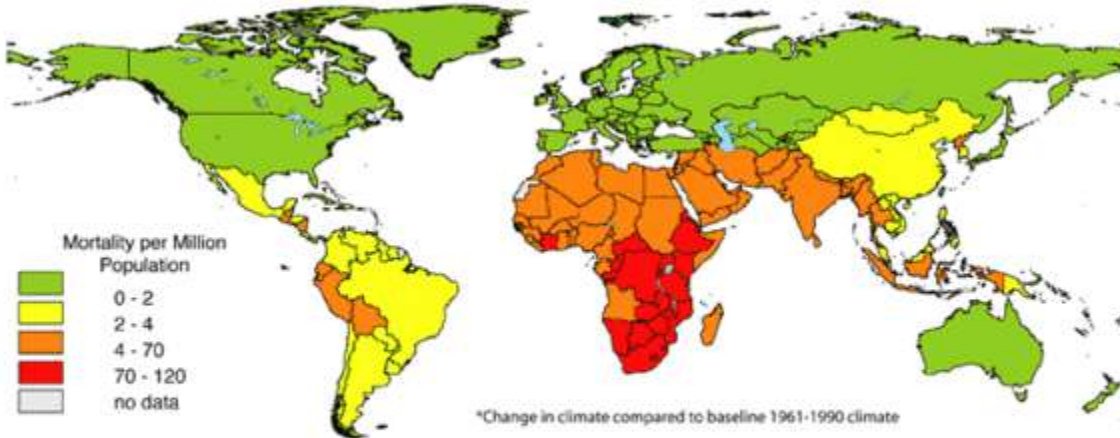 Mortality per Million
Population
0 - 2
2 - 4
4 - 70
70 - 120
no data
*Change in climate compared to baseline 1961-1990 climate